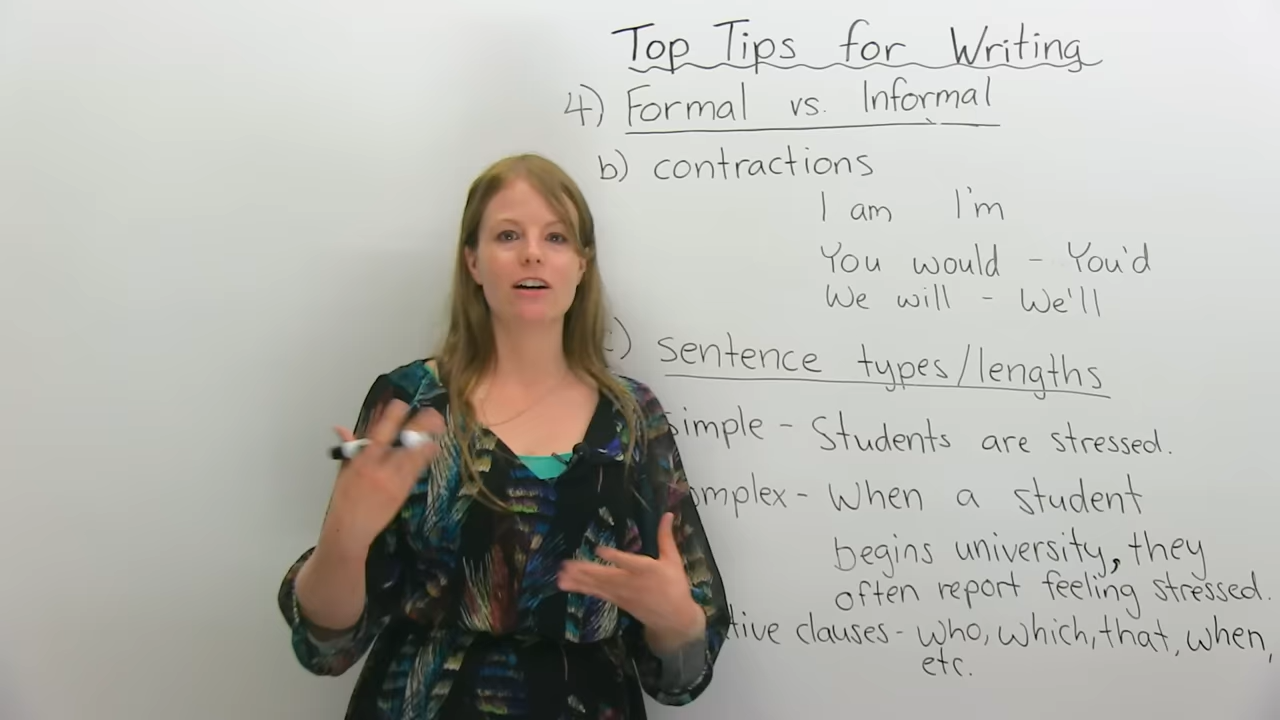 Top Tips for Writing
4) Formal vs. Informal
b) contractions
I am I'm
You would - You'd
We will - We'll
) sentence types/lengths
imple - Students are stressed.
omplex - When a student
begins university, they
often report feeling stressed.
tive clauses - who, which, that, when,
etc.